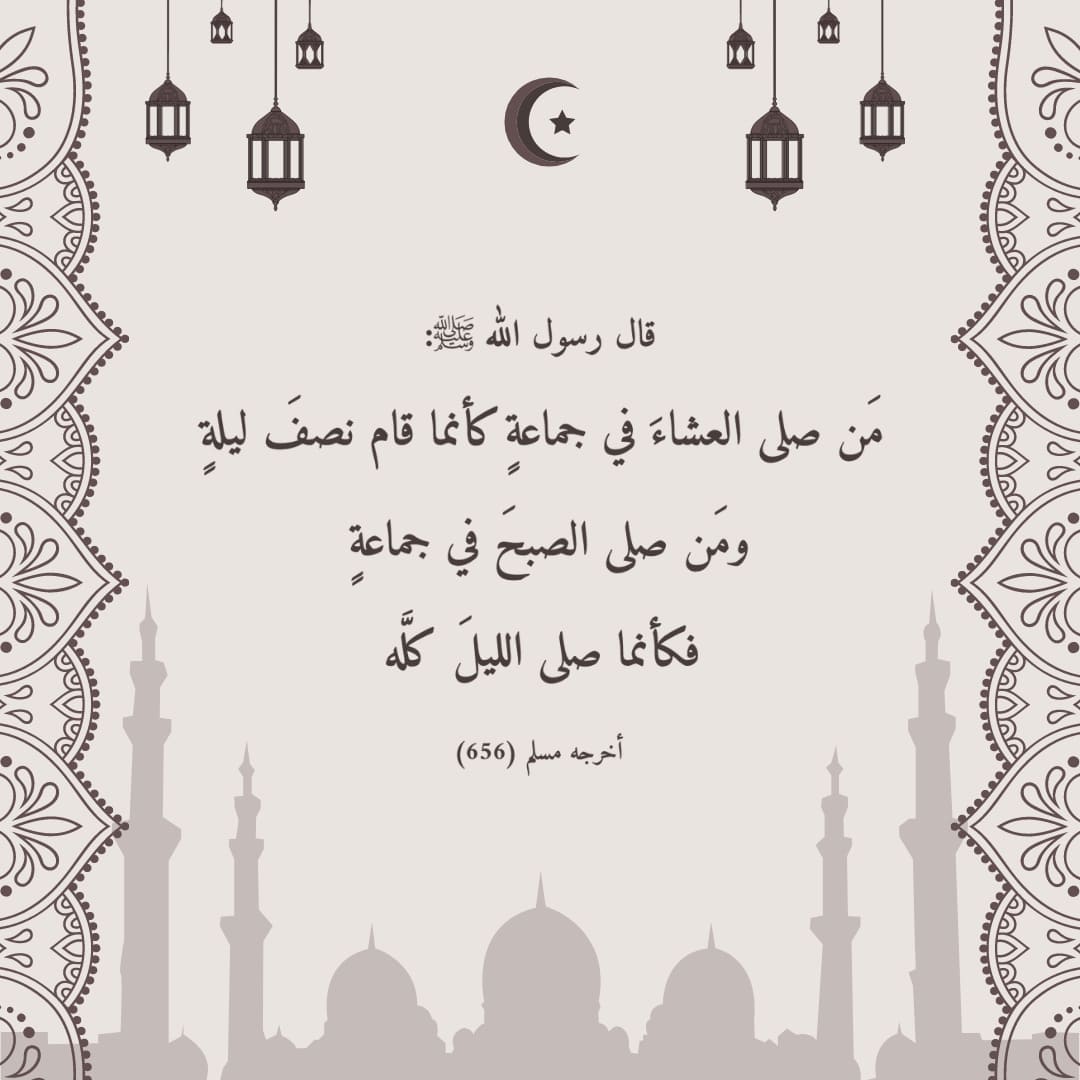 قال رسول الله ﷺ:
مَن صلى العشاءَ في جماعةٍ كأنما قام نصفَ ليلةٍ
ومَن صلى الصبحَ في جماعةٍ
فكأنما صلى الليلَ كلَّه
أخرجه مسلم (656)